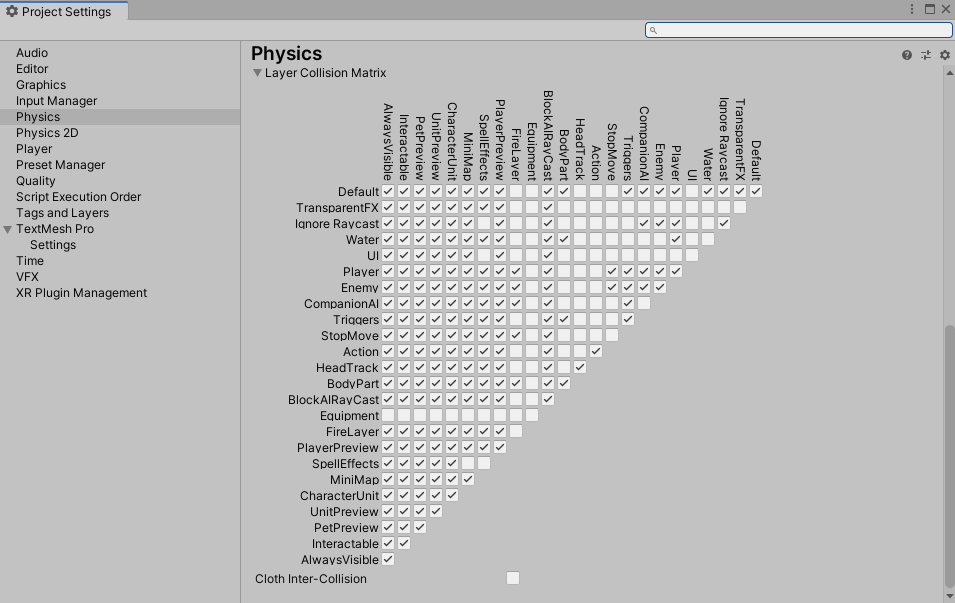 Project Settings
Audio
Editor
Graphics
Input Manager
Physics
Physics 2D
Player
Preset Manager
Quality
Script Execution Order
Tags and Layers
TextMesh Pro
Settings
Time
VFX
XR Plugin Management
Physics
Layer Collision Matrix
AlwaysVisible
Interactable
PetPreview
UnitPreview
CharacterUnit
MiniMap
SpellEffects
PlayerPreview
FireLayer
Equipment
BlockAIRayCast
BodyPart
HeadTrack
Action
StopMove
Triggers
CompanionAI
Enemy
Player
UI
Water
Ignore Raycast
TransparentFX
Default
Default
TransparentFX
Ignore Raycast
Water
UI
Player
Enemy
CompanionAI
Triggers
StopMove
Action
HeadTrack
BodyPart
BlockAIRayCast
Equipment
FireLayer
PlayerPreview
SpellEffects
MiniMap
CharacterUnit
UnitPreview
PetPreview
Interactable
AlwaysVisible
Cloth Inter-Collision